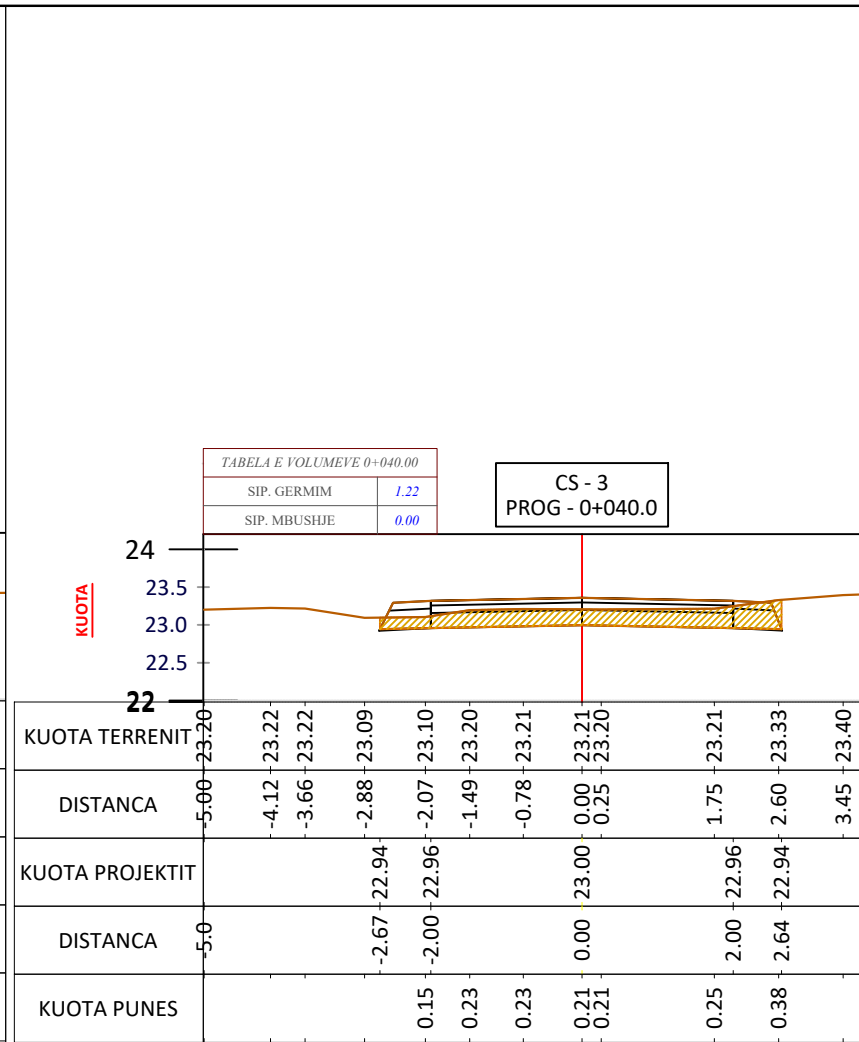 TABELA E VOLUMEVE 0+040.00
SIP. GERMIM 1.22
SIP. MBUSHJE 0.00
CS - 3
PROG - 0+040.0
KUOTA
24
23.5
23.0
22.5
22
KUOTA TERRENIT 23.20 23.22 23.22 23.09 23.10 23.20 23.21 23.21 23.20 23.21 23.33 23.40
DISTANCA -5.00 -4.12 -3.66 -2.88 -2.07 -1.49 -0.78 0.00 0.25 1.75 2.60 3.45
KUOTA PROJEKTIT 22.94 22.96 23.00 22.96 22.94
DISTANCA -5.0 -2.67 -2.00 0.00 2.00 2.64
KUOTA PUNES 0.15 0.23 0.23 0.21 0.21 0.25 0.38